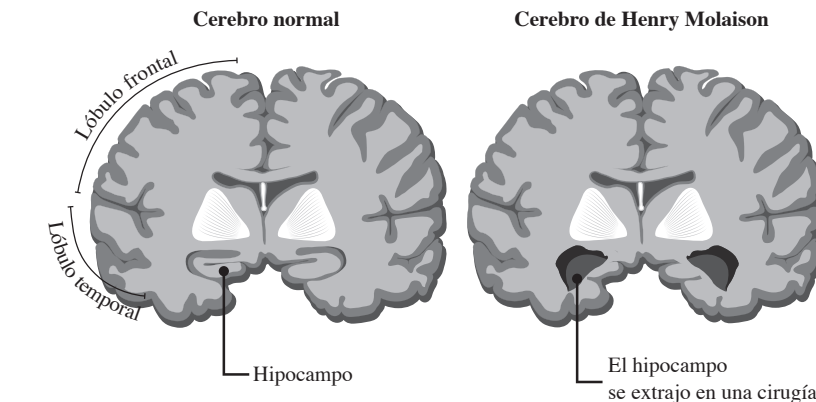 Cerebro normal
Cerebro de Henry Molaison
Lóbulo frontal
Lóbulo temporal
Hipocampo
El hipocampo
se extrajo en una cirugía